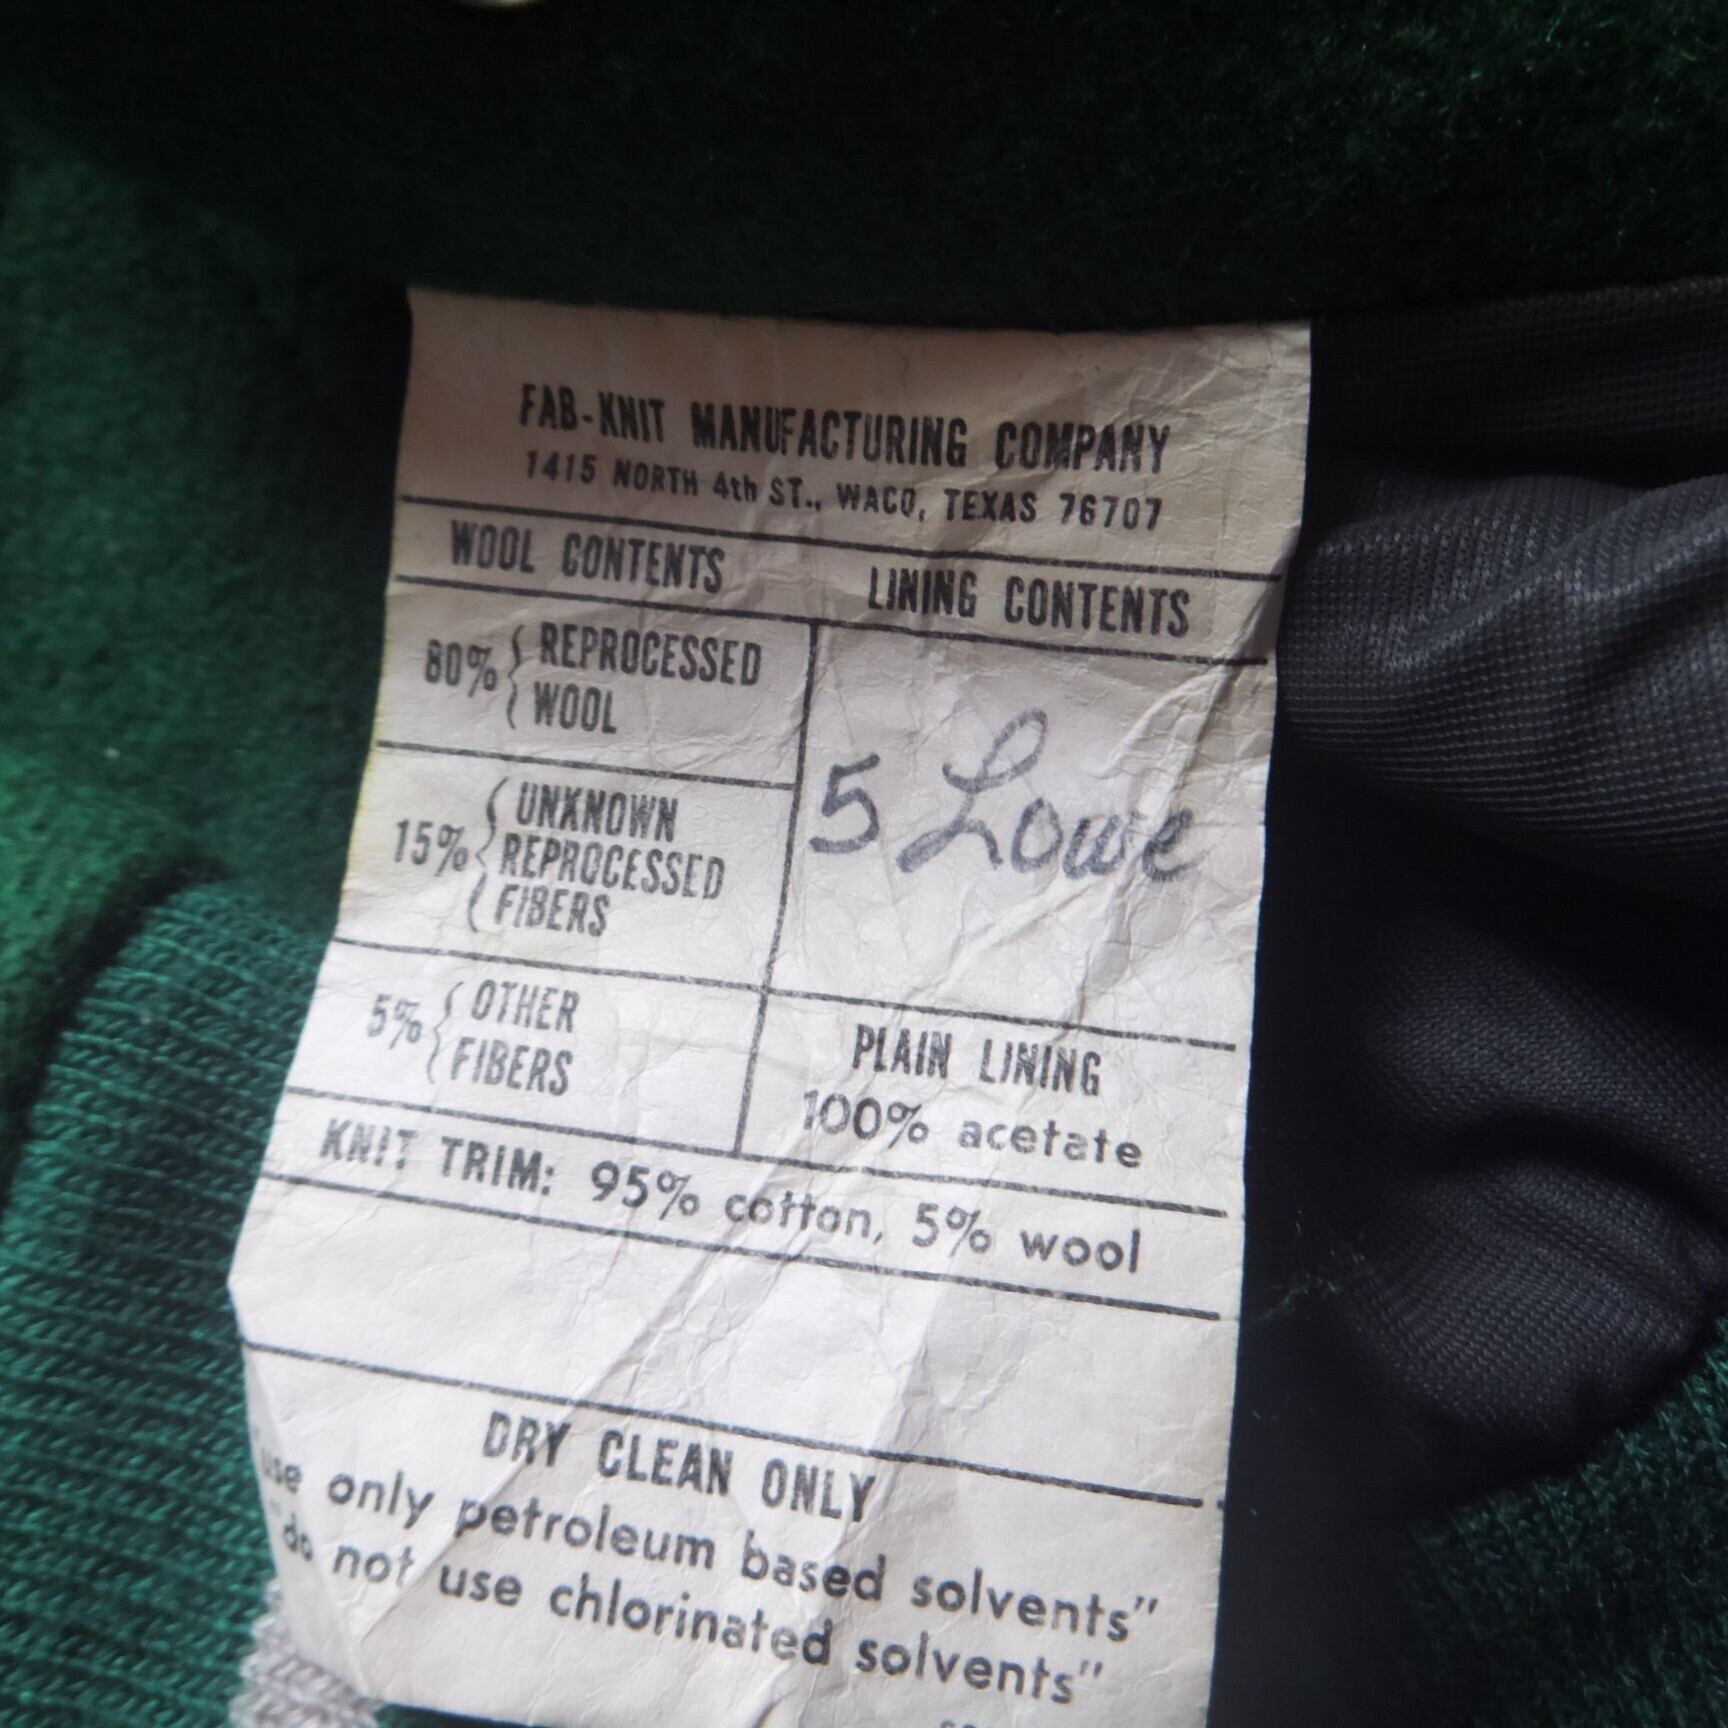 FAB-KNIT MANUFACTURING COMPANY
1415 NORTH 4th ST., WACO, TEXAS 76707
WOOL CONTENTS
80% { REPROCESSED
WOOL
15% { UNKNOWN
REPROCESSED
FIBERS
5% { OTHER
FIBERS
LINING CONTENTS
5 Lowe
PLAIN LINING
100% acetate
KNIT TRIM: 95% cotton, 5% wool
DRY CLEAN ONLY
use only petroleum based solvents"
"do not use chlorinated solvents"